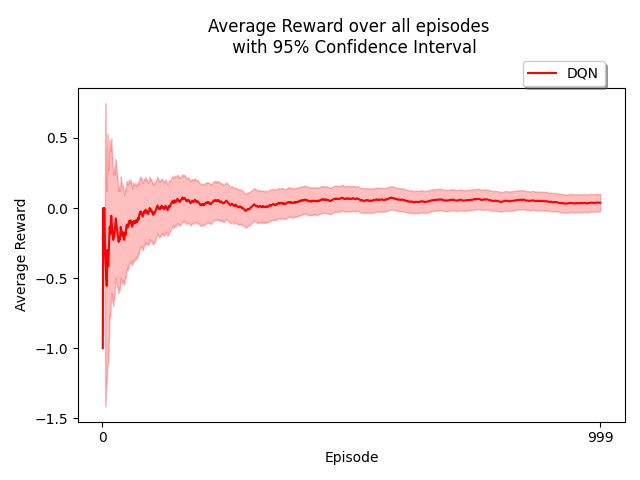 Average Reward over all episodes
with 95% Confidence Interval
DQN
0.5
0.0
−0.5
−1.0
−1.5
Average Reward
0
999
Episode